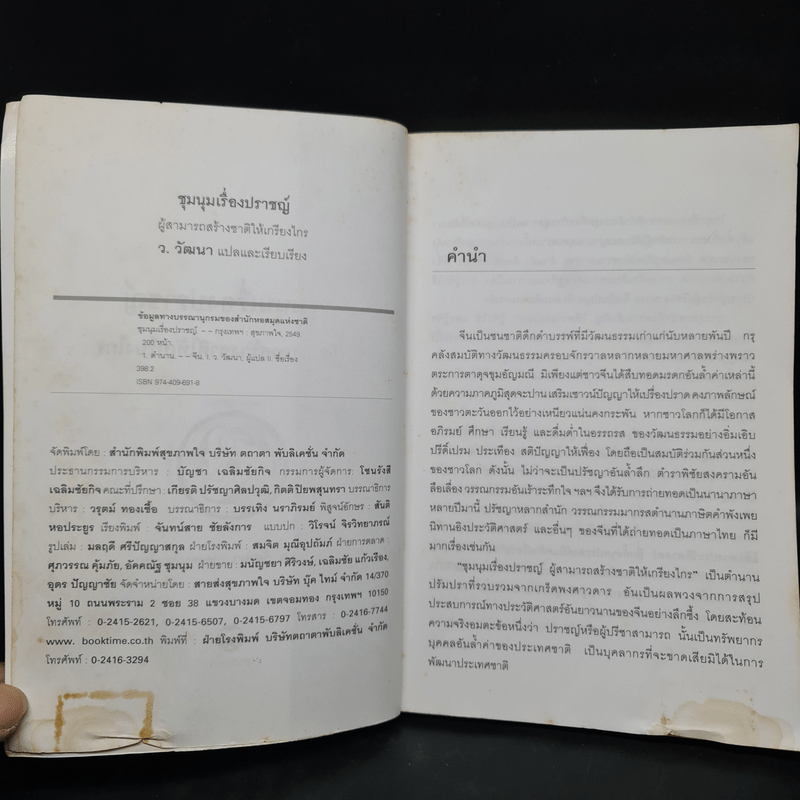 ชุมนุมเรื่องปราชญ์
ผู้สามารถสร้างชาติให้เกรียงไกร
ว. วัฒนา แปลและเรียบเรียง
ข้อมูลทางบรรณานุกรมของสำนักหอสมุดแห่งชาติ
ชุมนุมเรื่องปราชญ์. -- กรุงเทพฯ : สุขภาพใจ, 2549.
200 หน้า.
1. ตำนาน. -- จีน. I. ว. วัฒนา, ผู้แปล II. ชื่อเรื่อง
398.2
ISBN 974-409-691-8
จัดพิมพ์โดย : สำนักพิมพ์สุขภาพใจ บริษัท ตถาตา พับลิเคชั่น จำกัด
ประธานกรรมการบริหาร : บัญชา เฉลิมชัยกิจ กรรมการผู้จัดการ: โชนรังสี
เฉลิมชัยกิจ คณะที่ปรึกษา : เกียรติ ปรัชญาศิลปวุฒิ, กิตติ ปิยพสุนทรา บรรณาธิการ
บริหาร : วรุตม์ ทองเชื้อ บรรณาธิการ : บรรเทิง นราภิรมย์ พิสูจน์อักษร : สันติ
หอประยูร เรียงพิมพ์ : จันทน์สาย ชัยลังการ แบบปก : วิโรจน์ จิรวิทยาภรณ์
รูปเล่ม : มลฤดี ศรีปัญญาสกุล ฝ่ายโรงพิมพ์ : สมจิต มุณีอุปถัมภ์ ฝ่ายการตลาด :
ศุภวรรณ คุ้มภัย, อัคคณัฐ ชุมนุม ฝ่ายขาย : มนัญชยา ศิริวงษ์, เฉลิมชัย แก้วเรือง,
อุดร ปัญญาชัย จัดจำหน่ายโดย : สายส่งสุขภาพใจ บริษัท บุ๊ค ไทม์ จำกัด 14/370
หมู่ 10 ถนนพระราม 2 ซอย 38 แขวงบางมด เขตจอมทอง กรุงเทพฯ 10150
โทรศัพท์ : 0-2415-2621, 0-2415-6507, 0-2415-6797 โทรสาร : 0-2416-7744
www. booktime.co.th พิมพ์ที่ : ฝ่ายโรงพิมพ์ บริษัทตถาตาพับลิเคชั่น จำกัด
โทรศัพท์ : 0-2416-3294
คำนำ
จีนเป็นชนชาติดึกดำบรรพ์ที่มีวัฒนธรรมเก่าแก่นับหลายพันปี กรุ
คลังสมบัติทางวัฒนธรรมครอบจักรวาลหลากหลายมหาศาลพร่างพราว
ตระการตาดุจขุมอัญมณี มิเพียงแต่ชาวจีนได้สืบทอดมรดกอันล้ำค่าเหล่านี้
ด้วยความภาคภูมิสุดจะปาน เสริมเชาวน์ปัญญาให้เปรื่องปราด คงภาพลักษณ์
ของชาวตะวันออกไว้อย่างเหนียวแน่นคงกระพัน หากชาวโลกก็ได้มีโอกาส
อภิรมย์ ศึกษา เรียนรู้ และดื่มด่ำในอรรถรส ของวัฒนธรรมอย่างอิ่มเอิบ
ปรีดิ์เปรม ประเทือง สติปัญญาให้เฟื่อง โดยถือเป็นสมบัติร่วมกันส่วนหนึ่ง
ของชาวโลก ดังนั้น ไม่ว่าจะเป็นปรัชญาอันล้ำลึก ตำราพิชัยสงครามอัน
ลือเลื่อง วรรณกรรมอันเร้าระทึกใจ ฯลฯ จึงได้รับการถ่ายทอดเป็นนานาภาษา
หลายปีมานี้ ปรัชญาหลากสำนัก วรรณกรรมมากรสตำนานภาษิตคำพังเพย
นิทานอิงประวัติศาสตร์ และอื่นๆ ของจีนที่ได้ถ่ายทอดเป็นภาษาไทย ก็มี
มากเรื่องเช่นกัน
"ชุมนุมเรื่องปราชญ์ ผู้สามารถสร้างชาติให้เกรียงไกร" เป็นตำนาน
ปรัมปราที่รวบรวมจากเกร็ดพงศาวดาร อันเป็นผลพวงจากการสรุป
ประสบการณ์ทางประวัติศาสตร์อันยาวนานของจีนอย่างลึกซึ้ง โดยสะท้อน
ความจริงอมตะข้อหนึ่งว่า ปราชญ์หรือผู้ปรีชาสามารถ นั้นเป็นทรัพยากร
บุคคลอันล้ำค่าของประเทศชาติ เป็นบุคลากรที่จะขาดเสียมิได้ในการ
พัฒนาประเทศชาติ